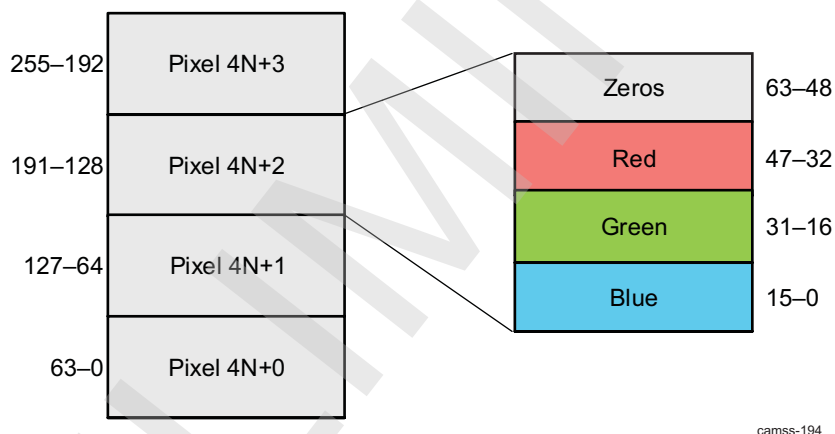 255–192 Pixel 4N+3
191–128 Pixel 4N+2
127–64 Pixel 4N+1
63–0 Pixel 4N+0
Zeros 63–48
Red 47–32
Green 31–16
Blue 15–0
camss-194